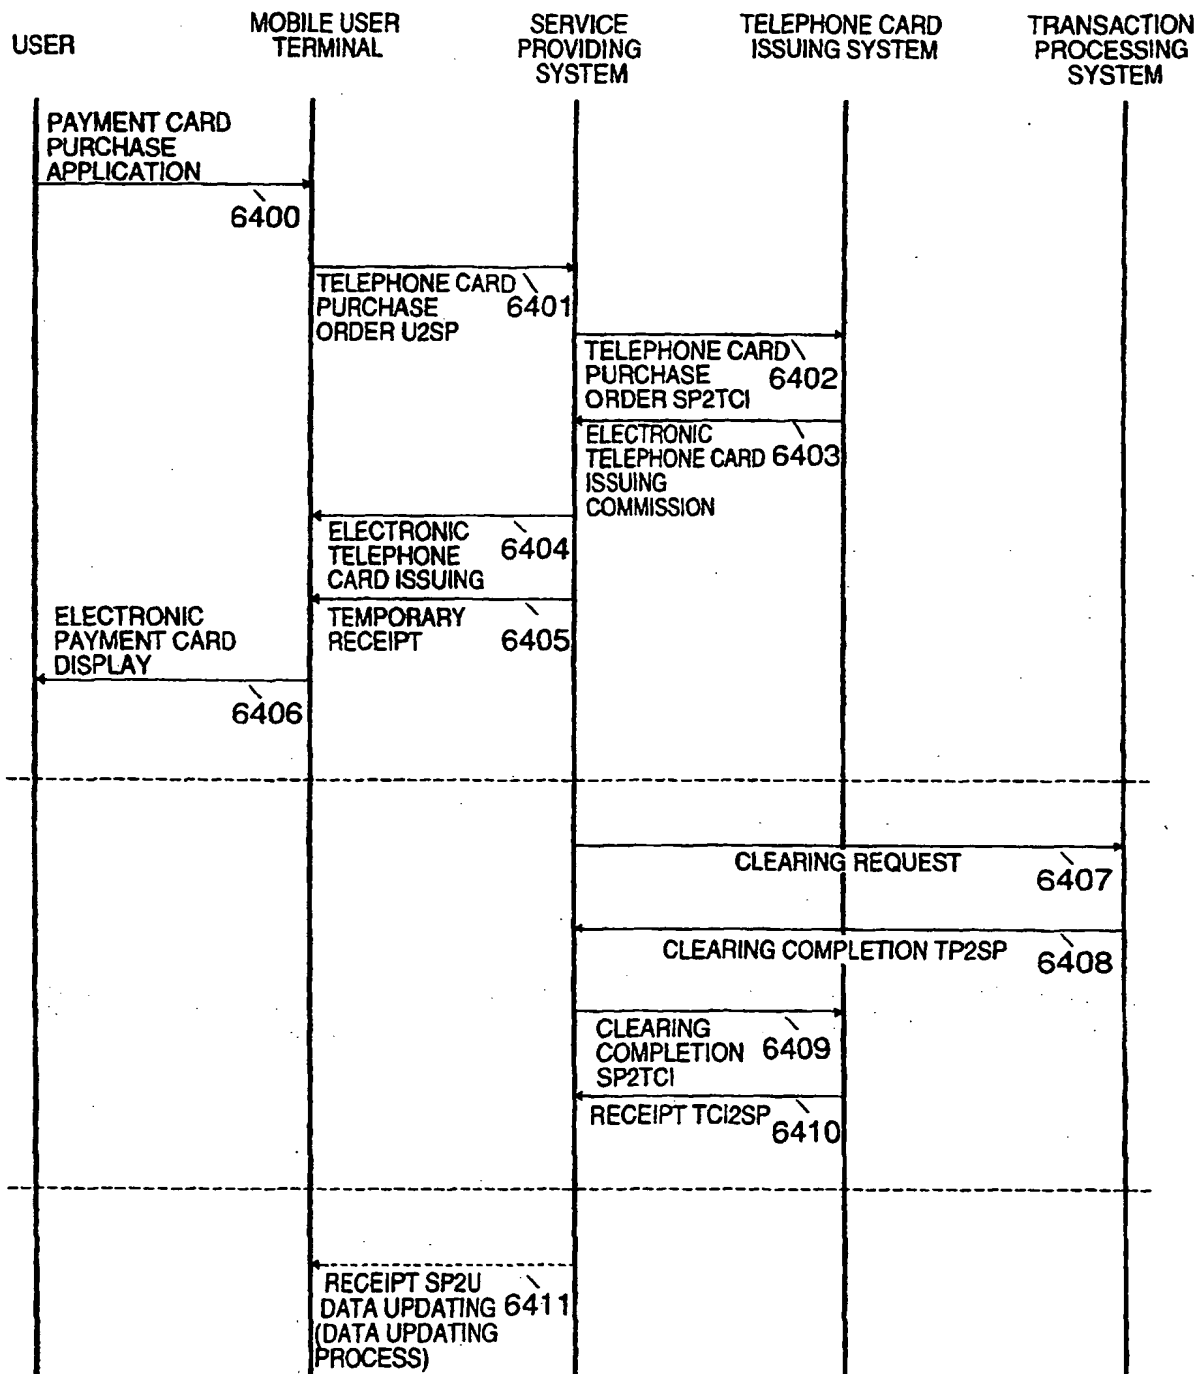 USER
MOBILE USER
TERMINAL
SERVICE
PROVIDING
SYSTEM
TELEPHONE CARD
ISSUING SYSTEM
TRANSACTION
PROCESSING
SYSTEM
PAYMENT CARD
PURCHASE
APPLICATION
6400
TELEPHONE CARD
PURCHASE
ORDER U2SP
6401
TELEPHONE CARD
PURCHASE
ORDER SP2TCI
6402
ELECTRONIC
TELEPHONE CARD
ISSUING
COMMISSION
6403
ELECTRONIC
TELEPHONE
CARD ISSUING
6404
TEMPORARY
RECEIPT
6405
ELECTRONIC
PAYMENT CARD
DISPLAY
6406
CLEARING REQUEST
6407
CLEARING COMPLETION TP2SP
6408
CLEARING
COMPLETION
SP2TCI
6409
RECEIPT TCI2SP
6410
RECEIPT SP2U
DATA UPDATING
(DATA UPDATING
PROCESS)
6411